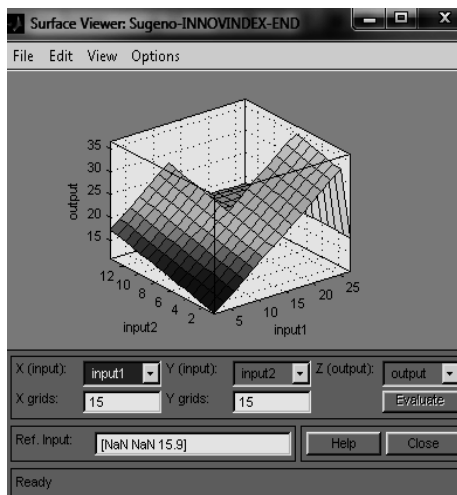 Surface Viewer: Sugeno-INNOVINDEX-END
File Edit View Options
35
30
25
20
15
output
12 10 8 6 4 2
input2
5 10 15 20 25
input1
X (input): input1 Y (input): input2 Z (output): output
X grids: 15 Y grids: 15 Evaluate
Ref. Input: [NaN NaN 15.9] Help Close
Ready